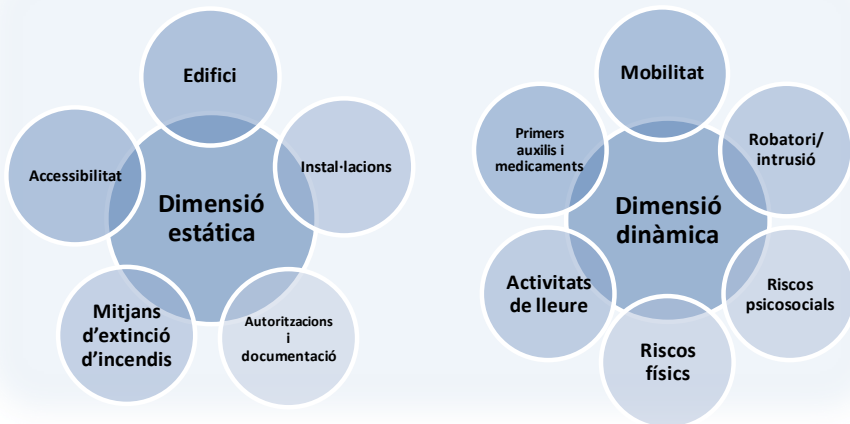 Edifici
Accessibilitat
Instal·lacions
Dimensió
estática
Mitjans
d’extinció
d’incendis
Autoritzacions
i
documentació
Mobilitat
Primers
auxilis i
medicaments
Robatori/
intrusió
Dimensió
dinàmica
Activitats
de lleure
Riscos
psicosocials
Riscos
físics